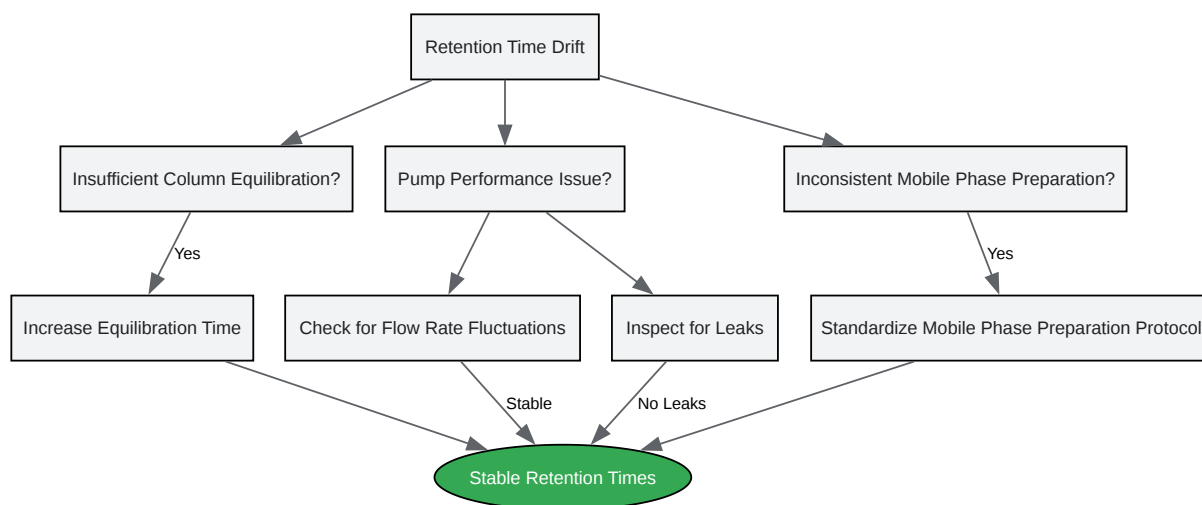 Retention Time Drift
Insufficient Column Equilibration?
Pump Performance Issue?
Inconsistent Mobile Phase Preparation?
Yes
Yes
Increase Equilibration Time
Check for Flow Rate Fluctuations
Inspect for Leaks
Standardize Mobile Phase Preparation Protocol
Stable
No Leaks
Stable Retention Times